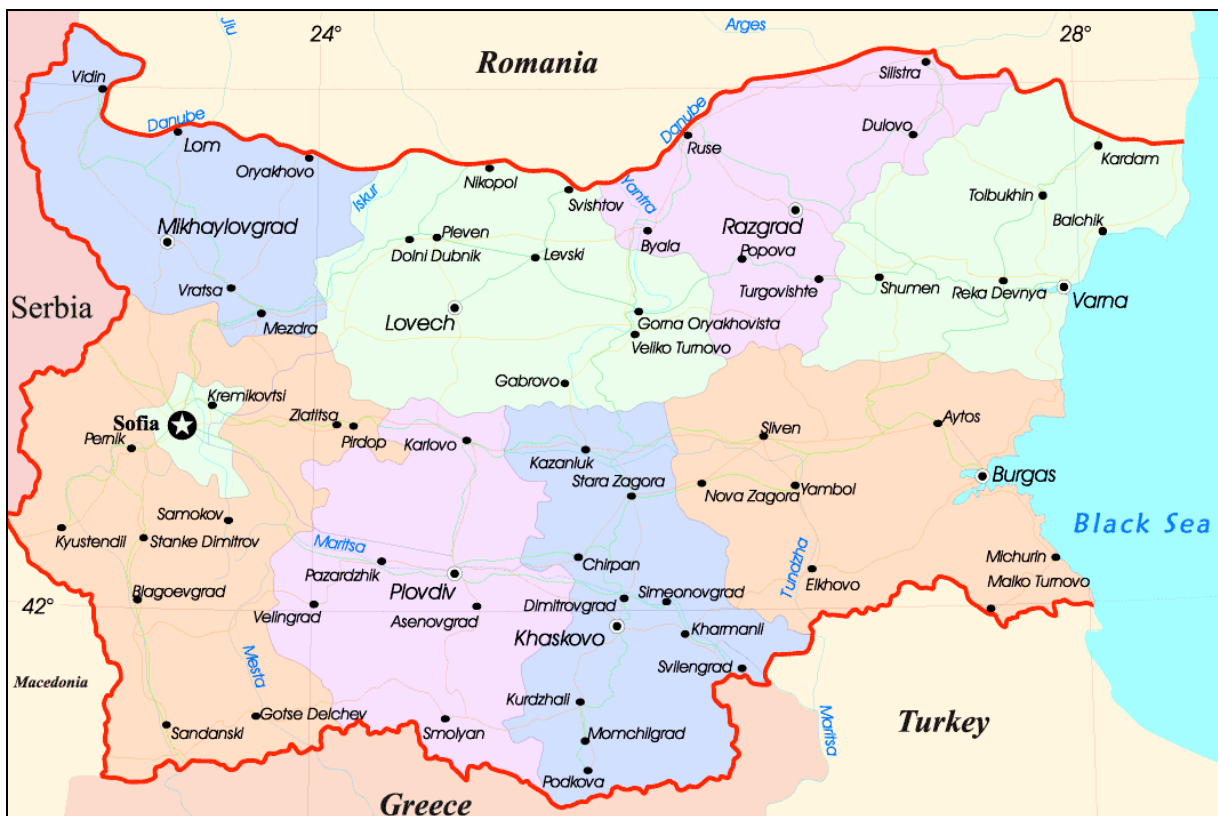 Jiu
24°
Arges
28°
Romania
Vidin
Silistra
Danube
Danube
Lom
Ruse
Dulovo
Kardam
Oryakhovo
Nikopol
Iskur
Svishtov
Yantra
Tolbukhin
Mikhaylovgrad
Pleven
Dolni Dubnik
Levski
Byala
Razgrad
Popova
Balchik
Vratsa
Turgovishte
Shumen
Reka Devnya
Varna
Serbia
Mezdra
Lovech
Gorna Oryakhovista
Veliko Turnovo
Gabrovo
Kremikovtsi
Sofia
Zlatitsa
Pirdop
Pernik
Karlovo
Kazanluk
Sliven
Aytos
Stara Zagora
Nova Zagora
Yambol
Burgas
Samokov
Kyustendil
Stanke Dimitrov
Maritsa
Black Sea
Pazardzhik
Plovdiv
Chirpan
Tundzha
Elkhovo
Michurin
Malko Turnovo
Blagoevgrad
42°
Velingrad
Asenovgrad
Dimitrovgrad
Simeonovgrad
Khaskovo
Kharmanli
Svilengrad
Macedonia
Mesta
Kurdzhali
Gotse Delchev
Sandanski
Smolyan
Momchilgrad
Maritsa
Turkey
Podkova
Greece